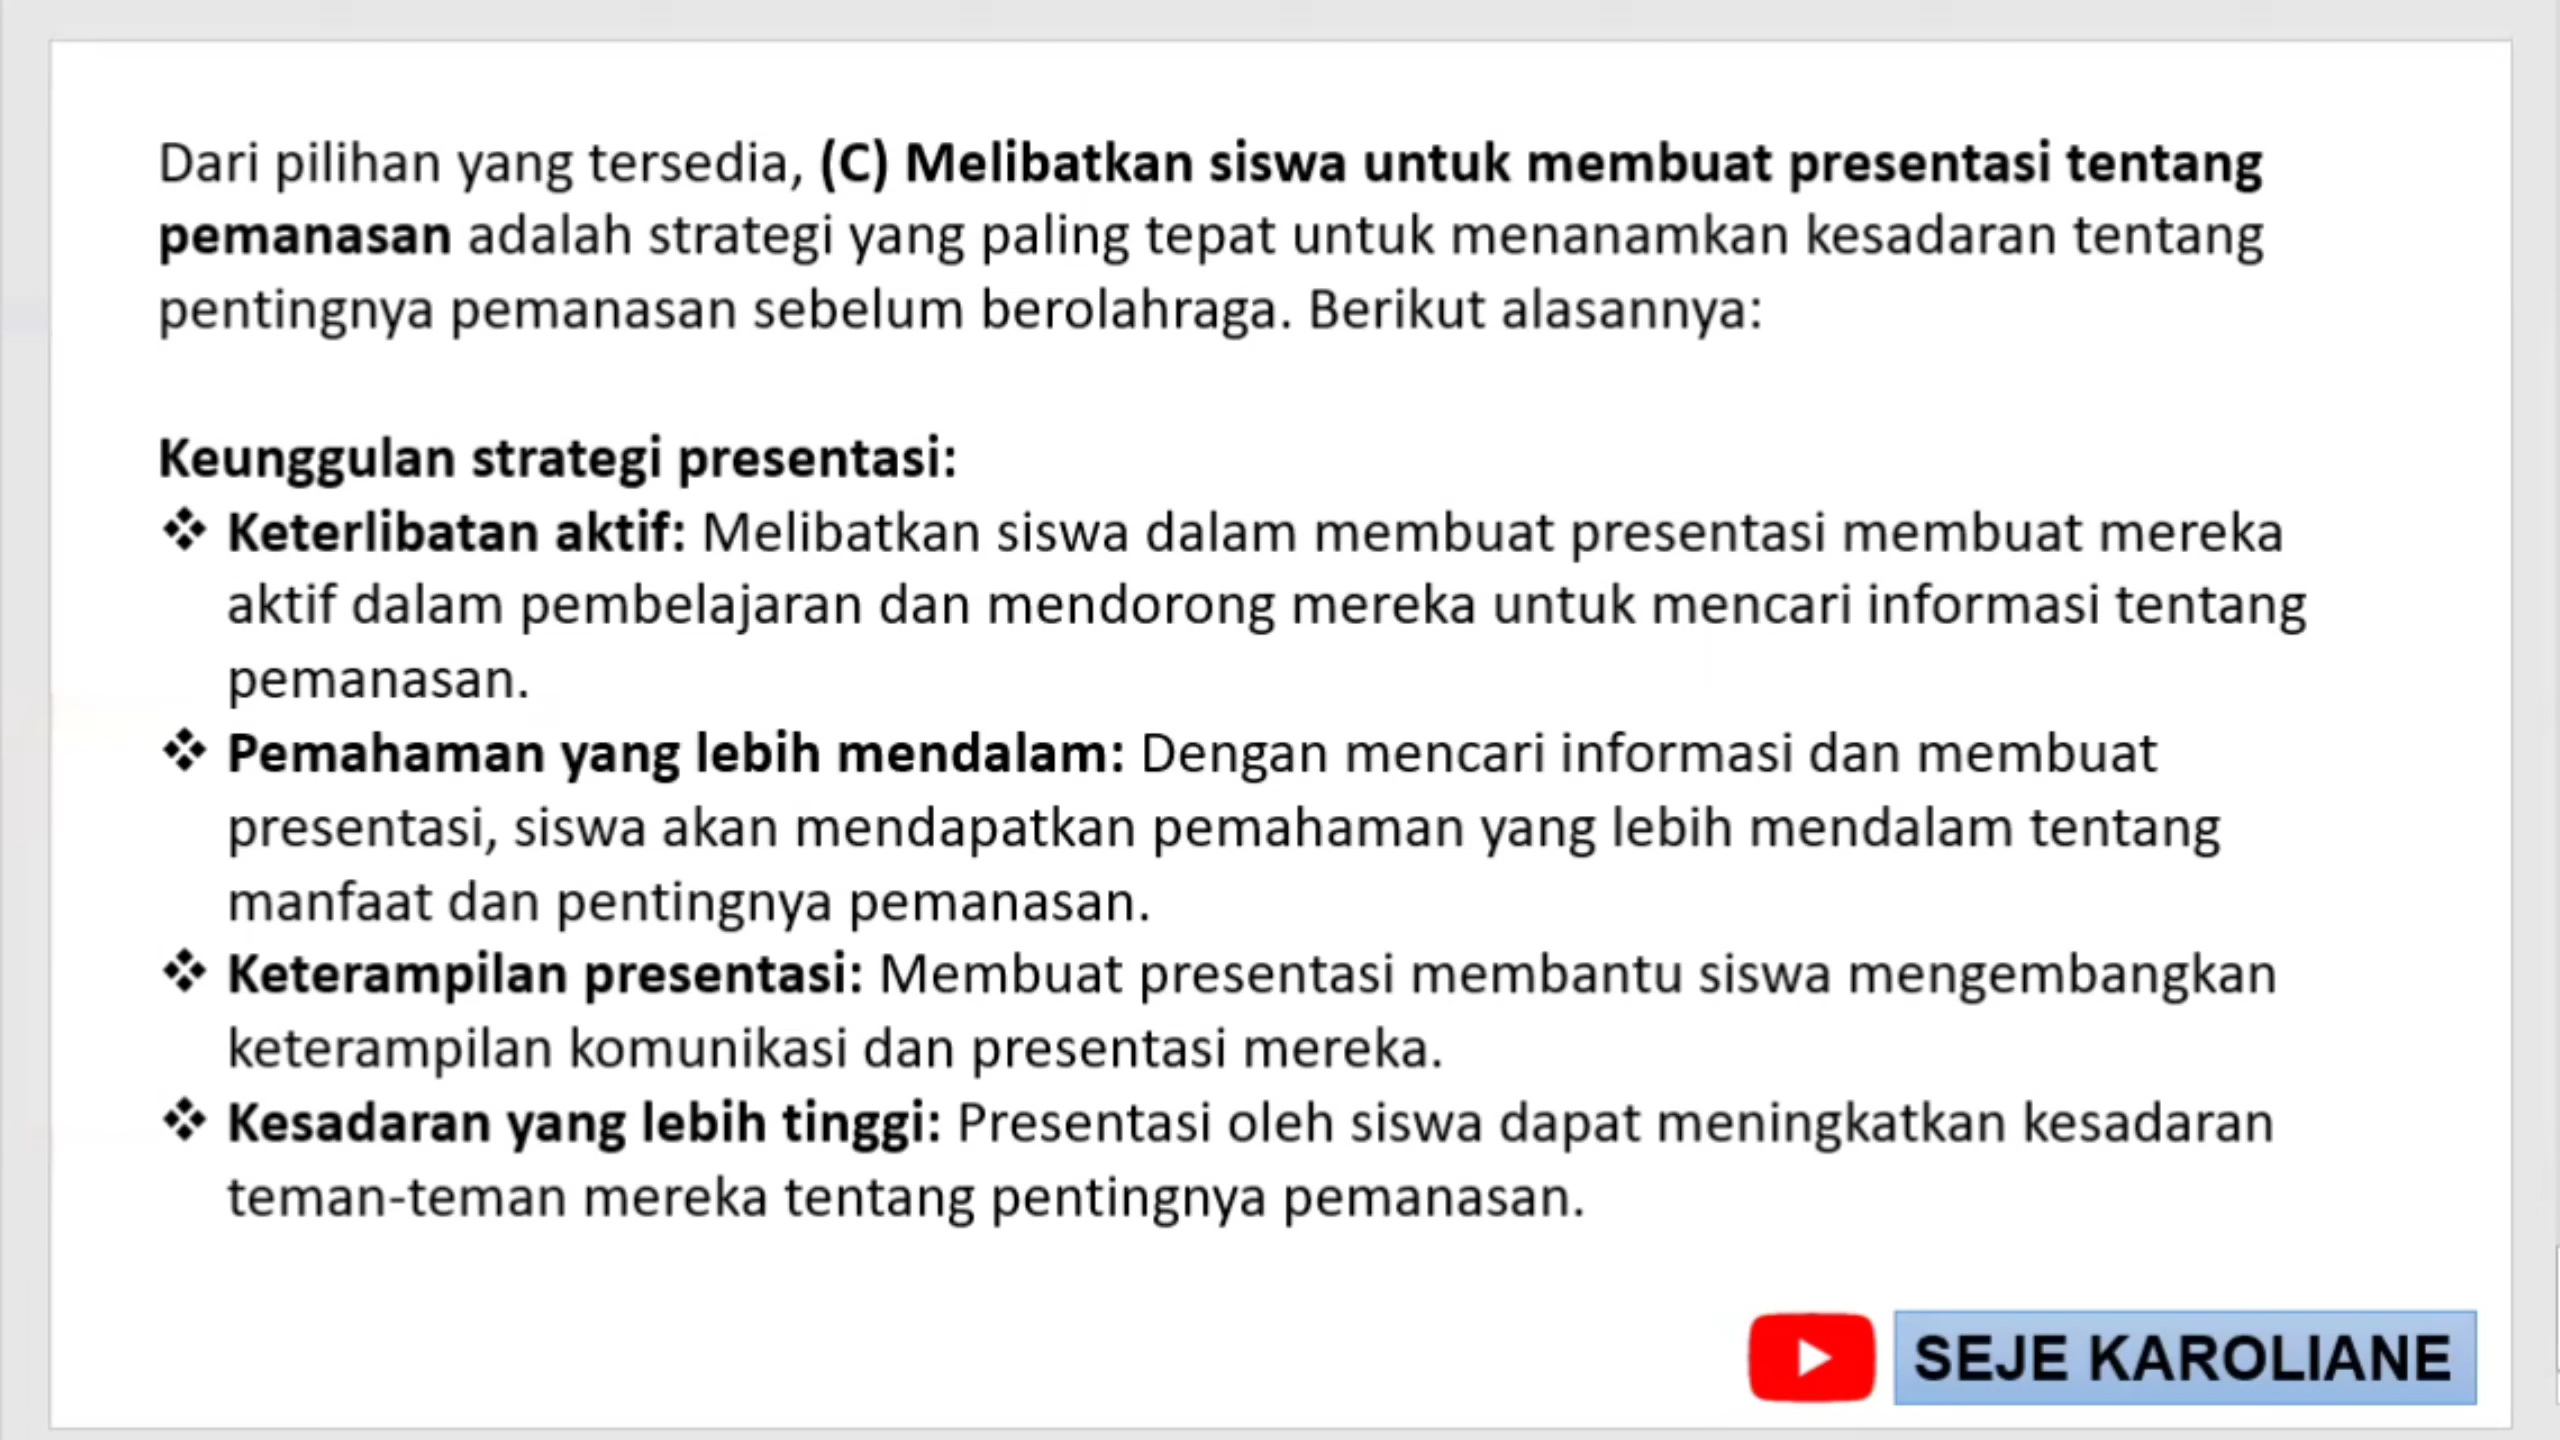 Dari pilihan yang tersedia, (C) Melibatkan siswa untuk membuat presentasi tentang
pemanasan adalah strategi yang paling tepat untuk menanamkan kesadaran tentang
pentingnya pemanasan sebelum berolahraga. Berikut alasannya:
Keunggulan strategi presentasi:
❖ Keterlibatan aktif: Melibatkan siswa dalam membuat presentasi membuat mereka
aktif dalam pembelajaran dan mendorong mereka untuk mencari informasi tentang
pemanasan.
❖ Pemahaman yang lebih mendalam: Dengan mencari informasi dan membuat
presentasi, siswa akan mendapatkan pemahaman yang lebih mendalam tentang
manfaat dan pentingnya pemanasan.
❖ Keterampilan presentasi: Membuat presentasi membantu siswa mengembangkan
keterampilan komunikasi dan presentasi mereka.
❖ Kesadaran yang lebih tinggi: Presentasi oleh siswa dapat meningkatkan kesadaran
teman-teman mereka tentang pentingnya pemanasan.
SEJE KAROLIANE